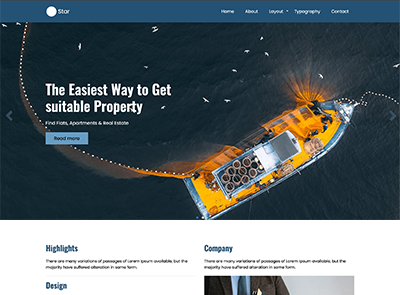 Star
Home About Layout Typography Contact
The Easiest Way to Get
suitable Property
Find Flats, Apartments & Real Estate
Read more
Highlights
There are many variations of passages of Lorem Ipsum available, but the
majority have suffered alteration in some form.
Design
Company
There are many variations of passages of Lorem Ipsum available, but the
majority have suffered alteration in some form.